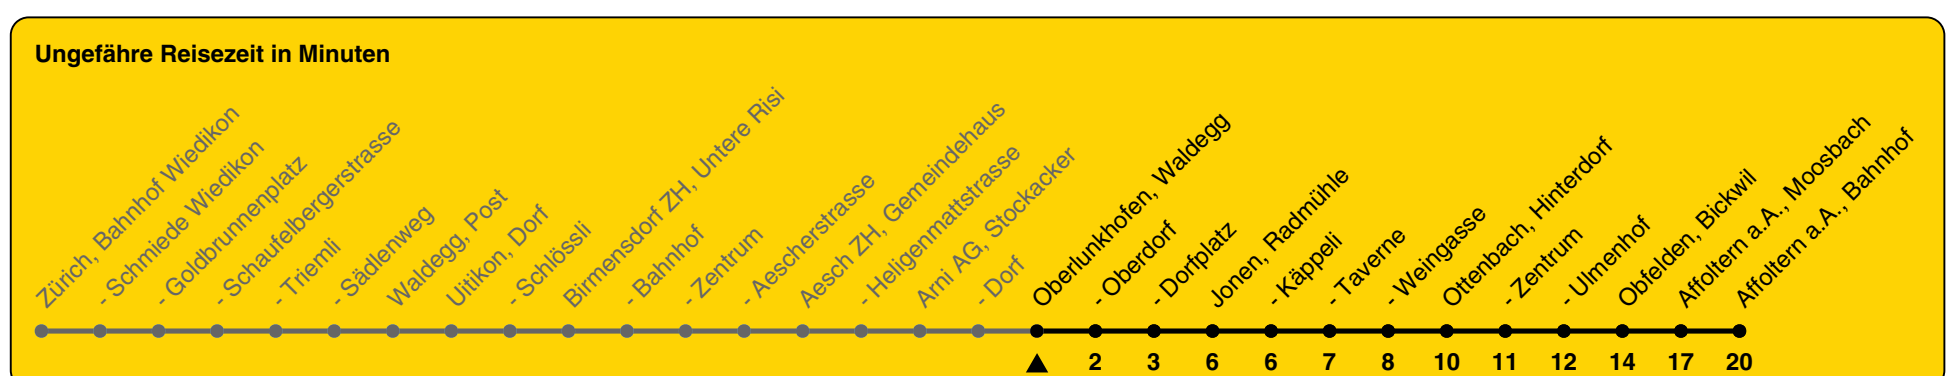 Ungefähre Reisezeit in Minuten
Zürich, Bahnhof Wiedikon
- Schmiede Wiedikon
- Goldbrunnenplatz
- Schaufelbergerstrasse
- Triemli
- Sädlenweg
Waldegg, Post
Uitikon, Dorf
- Schlössli
Birmensdorf ZH, Untere Risi
- Bahnhof
- Zentrum
- Aescherstrasse
Aesch ZH, Gemeindehaus
- Heligenmattstrasse
Arni AG, Stockacker
- Dorf
Oberlunkhofen, Waldegg
- Oberdorf
- Dorfplatz
Jonen, Radmühle
- Käppeli
- Taverne
- Weingasse
Ottenbach, Hinterdorf
- Zentrum
- Ulmenhof
Obfelden, Bickwil
Affoltern a.A., Moosbach
Affoltern a.A., Bahnhof
2 3 6 6 7 8 10 11 12 14 17 20